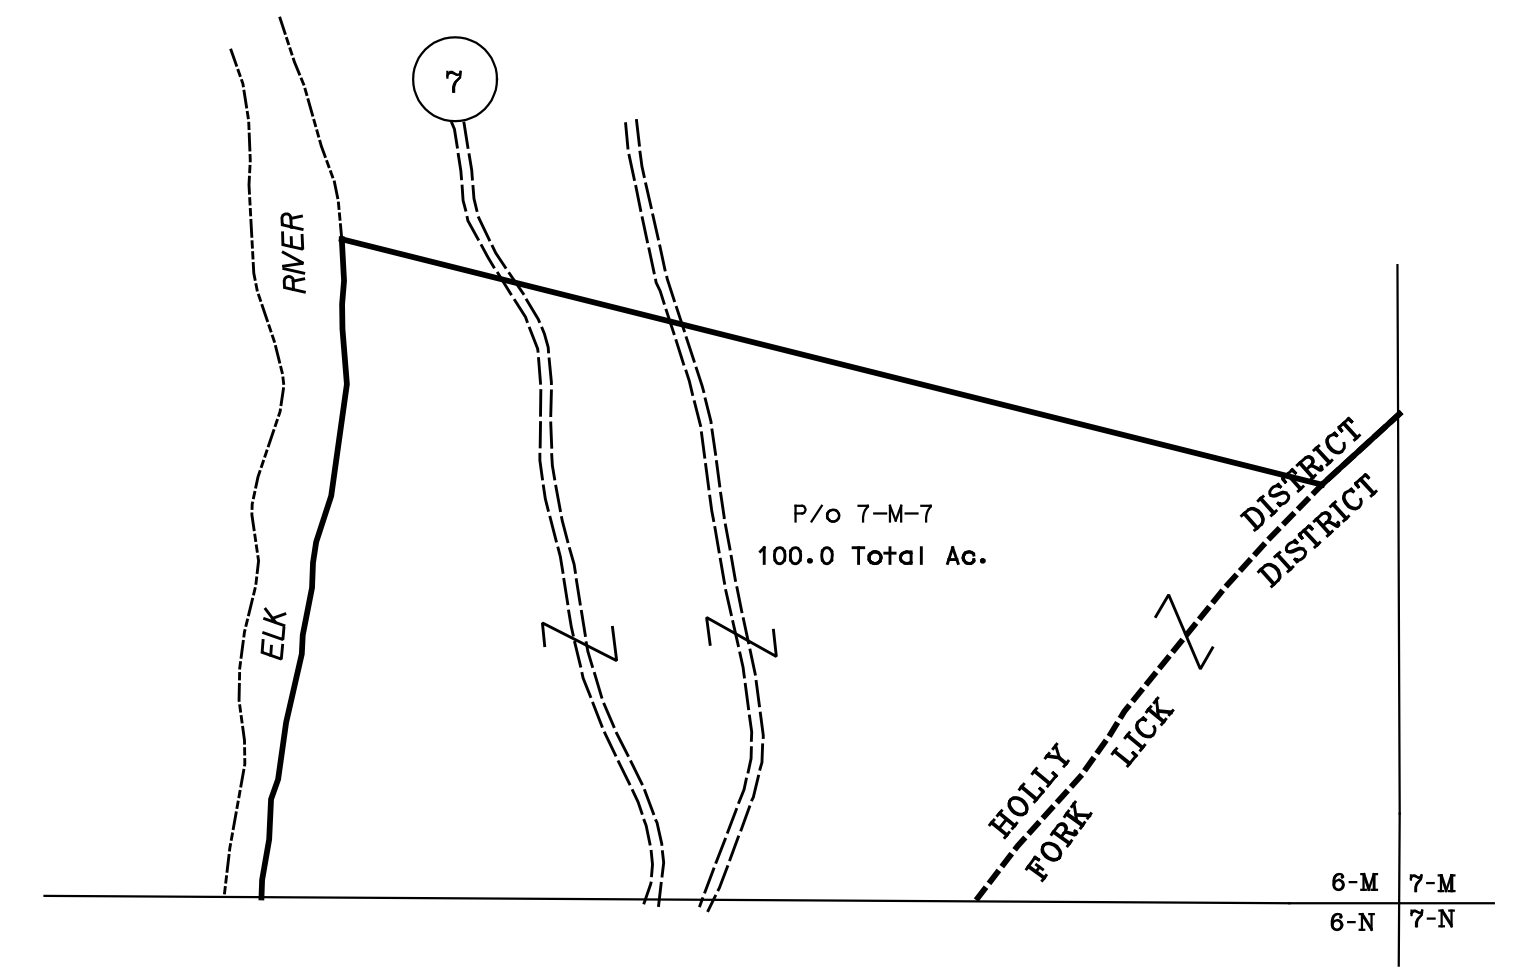 7
RIVER
ELK
P/o 7-M-7
100.0 Total Ac.
HOLLY DISTRICT
FORK LICK DISTRICT
6-M 7-M
6-N 7-N